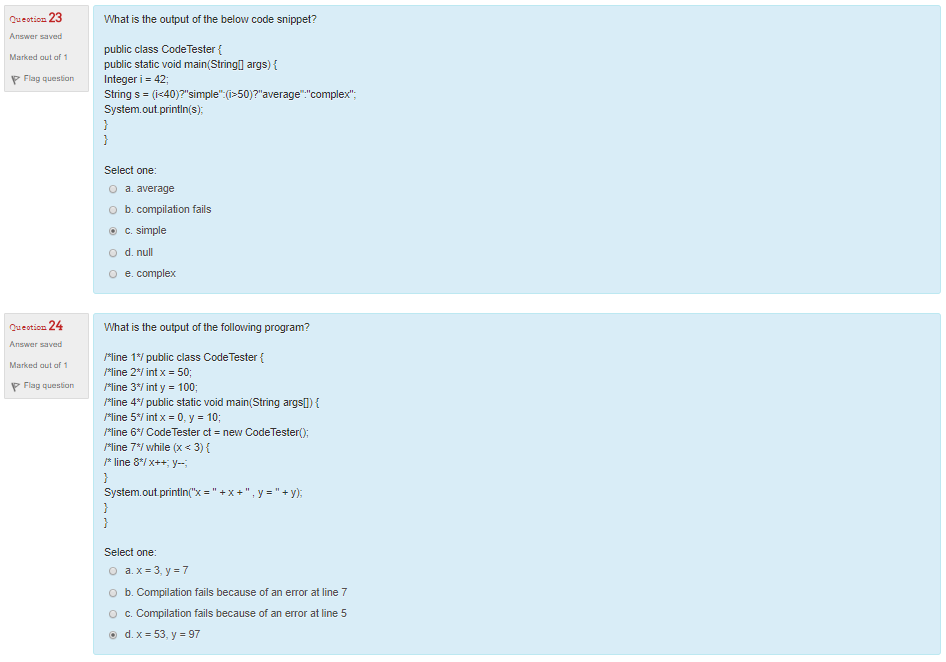 Question 23
Answer saved
Marked out of 1
Flag question
What is the output of the below code snippet?
public class CodeTester {
public static void main(String[] args) {
Integer i = 42;
String s = (i<40)?"simple":(i>50)?"average":"complex";
System.out.println(s);
}
}
Select one:
a. average
b. compilation fails
c. simple
d. null
e. complex
Question 24
Answer saved
Marked out of 1
Flag question
What is the output of the following program?
/*line 1*/ public class CodeTester {
/*line 2*/ int x = 50;
/*line 3*/ int y = 100;
/*line 4*/ public static void main(String args[]) {
/*line 5*/ int x = 0, y = 10;
/*line 6*/ CodeTester ct = new CodeTester();
/*line 7*/ while (x < 3) {
/* line 8*/ x++; y--;
}
System.out.println("x = " + x + " , y = " + y);
}
}
Select one:
a. x = 3, y = 7
b. Compilation fails because of an error at line 7
c. Compilation fails because of an error at line 5
d. x = 53, y = 97